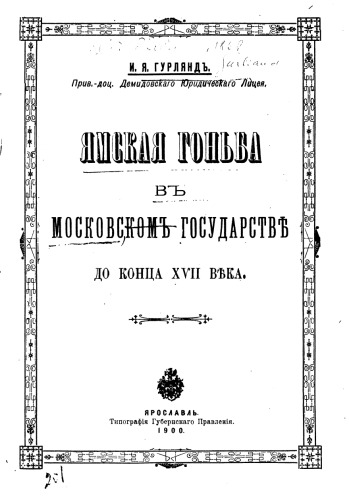 И. Я. ГУРЛЯНДЪ.
Прив.-доц. Демидовскаго Юридическаго Лицея.
ЯМСКАЯ ГОНЬБА
ВЪ
МОСКОВСКОМЪ ГОСУДАРСТВѢ
ДО КОНЦА XVII ВѢКА.
ЯРОСЛАВЛЬ.
Типографія Губернскаго Правленія.
1900.